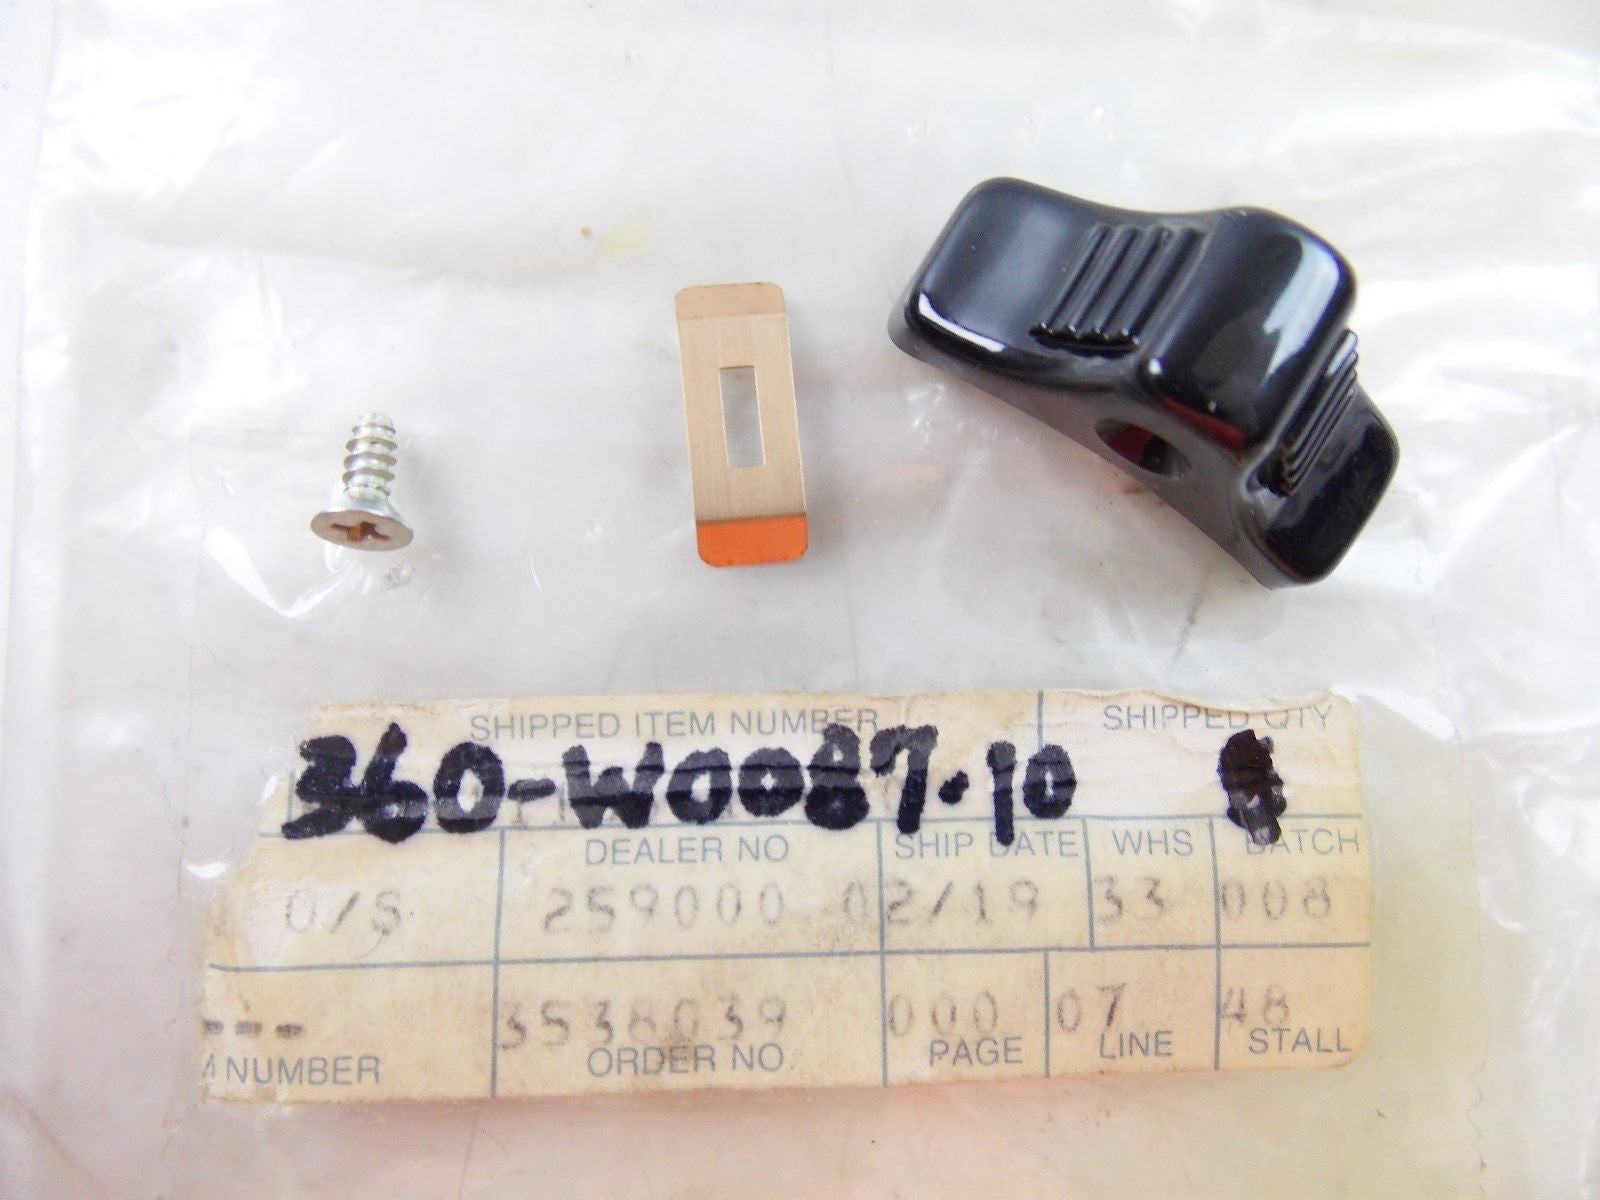 SHIPPED ITEM NUMBER SHIPPED QTY
360-W0087-10
DEALER NO SHIP DATE WHS BATCH
0/S 259000 02/19 33 008
--- 3538039 000 07 48
NUMBER ORDER NO PAGE LINE STALL